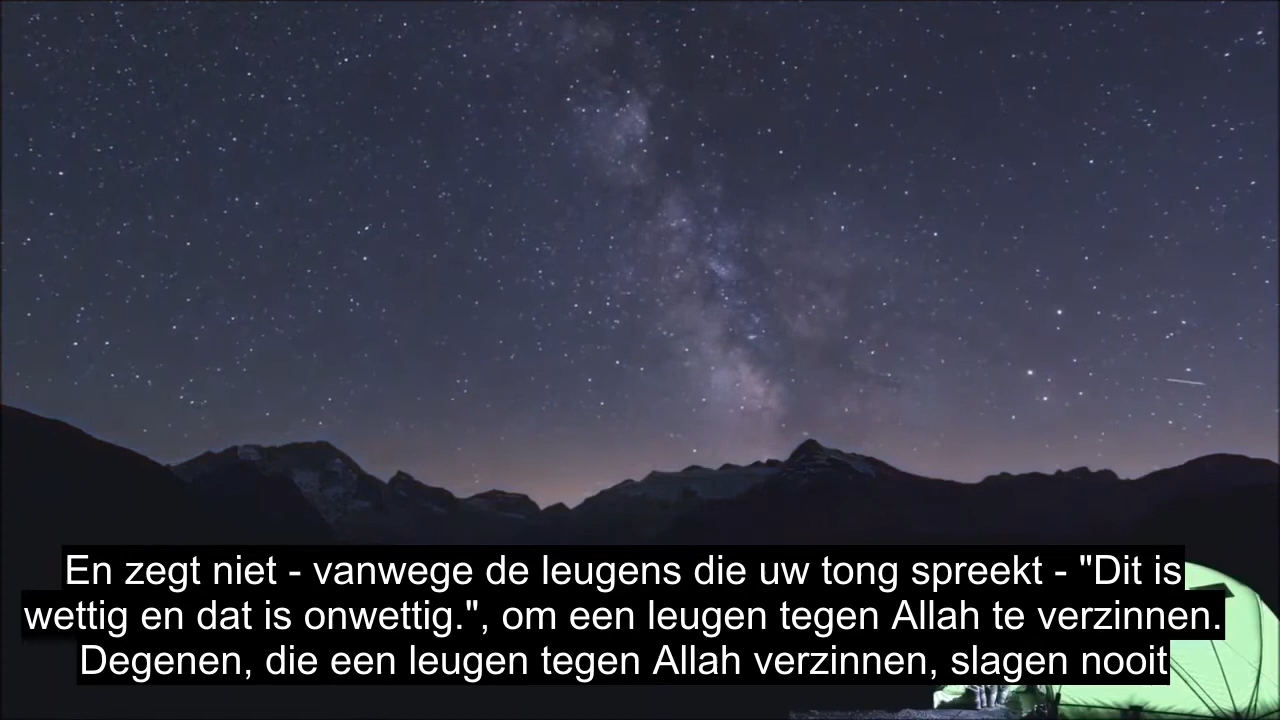 En zegt niet - vanwege de leugens die uw tong spreekt - "Dit is
wettig en dat is onwettig.", om een leugen tegen Allah te verzinnen.
Degenen, die een leugen tegen Allah verzinnen, slagen nooit